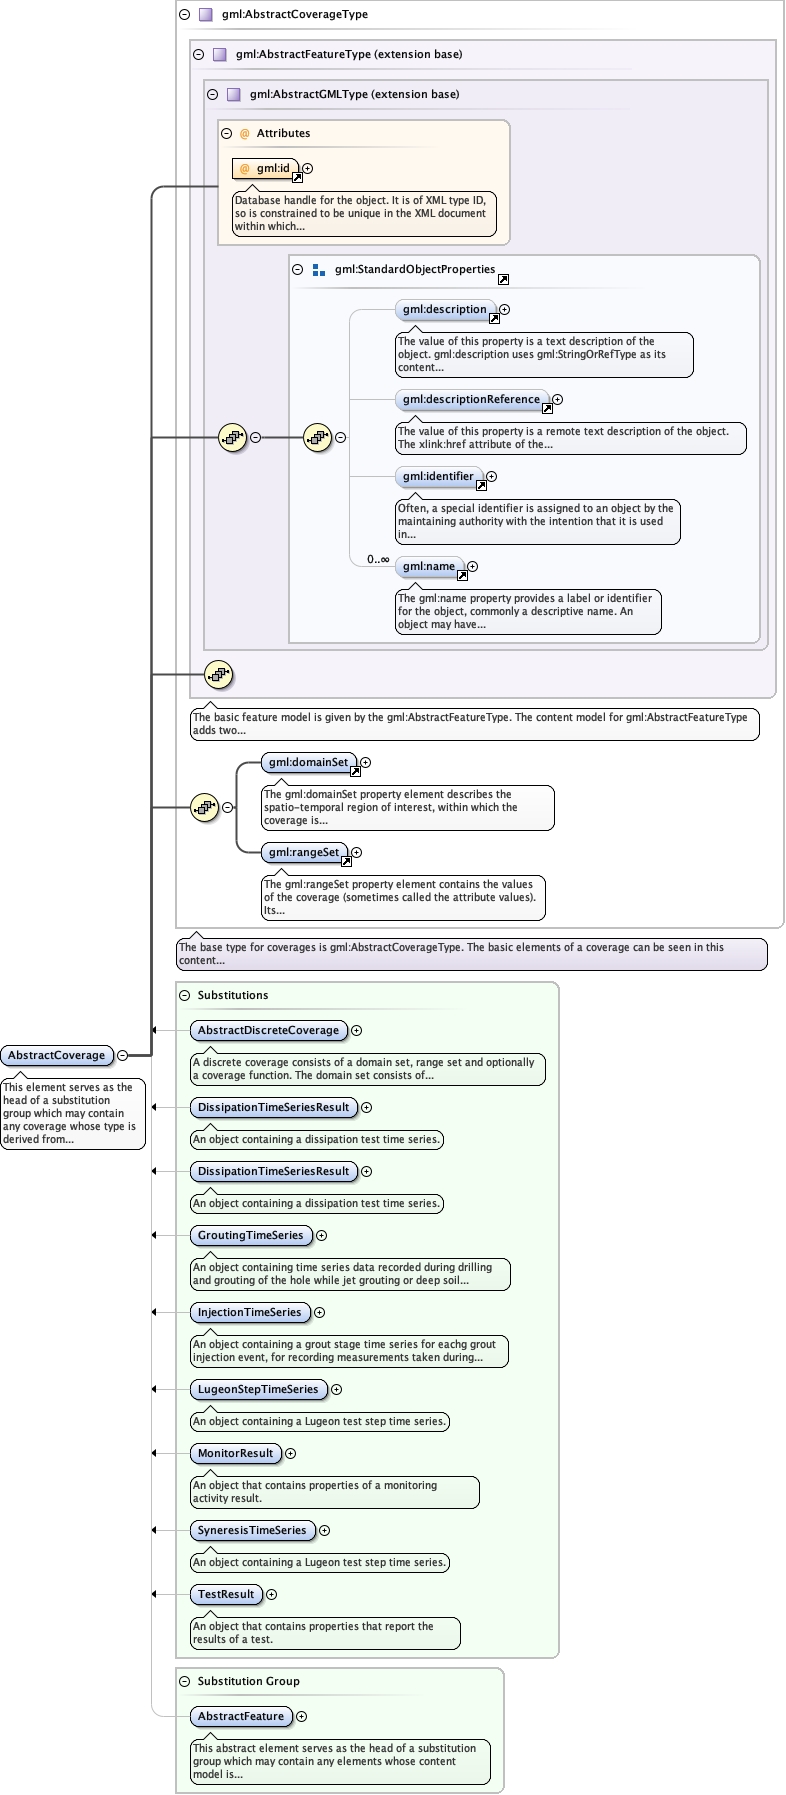 gml:AbstractCoverageType
gml:AbstractFeatureType (extension base)
gml:AbstractGMLType (extension base)
@ Attributes
@ gml:id
Database handle for the object. It is of XML type ID,
so is constrained to be unique in the XML document
within which...
gml:StandardObjectProperties
gml:description
The value of this property is a text description of the
object. gml:description uses gml:StringOrRefType as its
content...
gml:descriptionReference
The value of this property is a remote text description of the object.
The xlink:href attribute of the...
gml:identifier
Often, a special identifier is assigned to an object by the
maintaining authority with the intention that it is used
in...
0..∞
gml:name
The gml:name property provides a label or identifier
for the object, commonly a descriptive name. An
object may have...
The basic feature model is given by the gml:AbstractFeatureType. The content model for gml:AbstractFeatureType
adds two...
gml:domainSet
The gml:domainSet property element describes the
spatio-temporal region of interest, within which the
coverage is...
gml:rangeSet
The gml:rangeSet property element contains the values
of the coverage (sometimes called the attribute values).
Its...
The base type for coverages is gml:AbstractCoverageType. The basic elements of a coverage can be seen in this
content...
AbstractCoverage
This element serves as the
head of a substitution
group which may contain
any coverage whose type is
derived from...
Substitutions
AbstractDiscreteCoverage
A discrete coverage consists of a domain set, range set and optionally
a coverage function. The domain set consists of...
DissipationTimeSeriesResult
An object containing a dissipation test time series.
DissipationTimeSeriesResult
An object containing a dissipation test time series.
GroutingTimeSeries
An object containing time series data recorded during drilling
and grouting of the hole while jet grouting or deep soil...
InjectionTimeSeries
An object containing a grout stage time series for eachg grout
injection event, for recording measurements taken during...
LugeonStepTimeSeries
An object containing a Lugeon test step time series.
MonitorResult
An object that contains properties of a monitoring
activity result.
SyneresisTimeSeries
An object containing a Lugeon test step time series.
TestResult
An object that contains properties that report the
results of a test.
Substitution Group
AbstractFeature
This abstract element serves as the head of a substitution
group which may contain any elements whose content
model is...